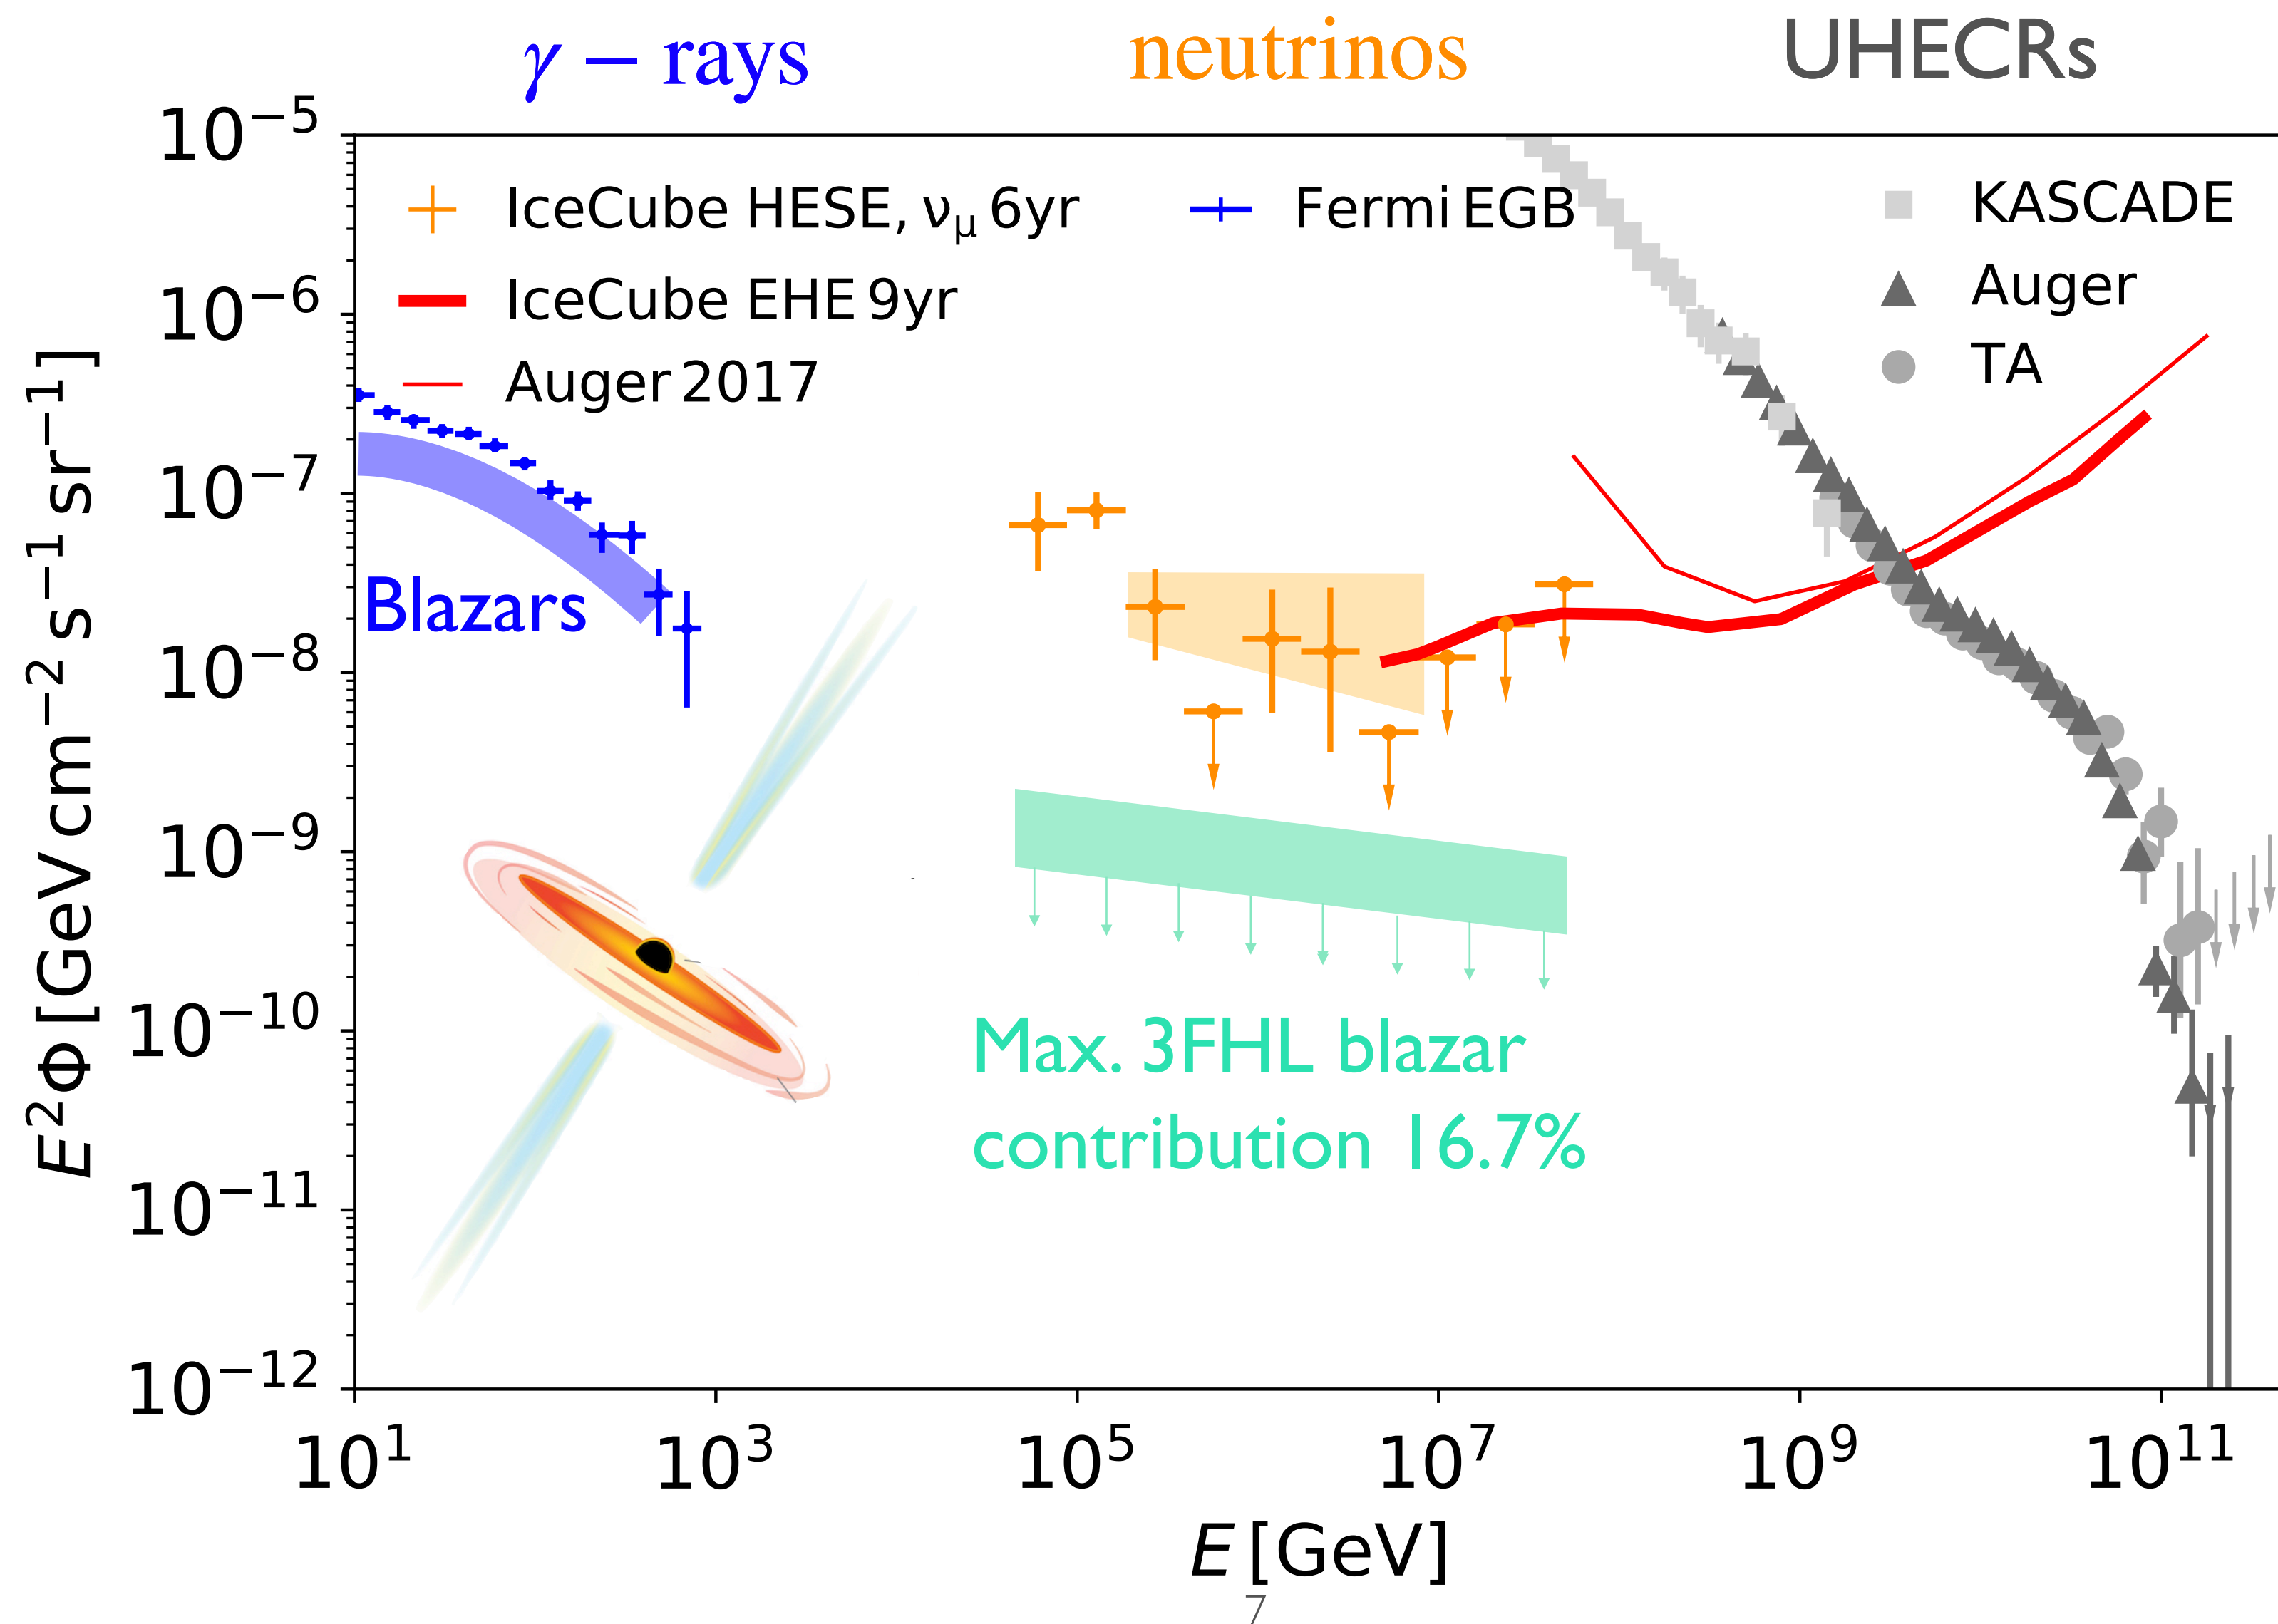 γ − rays neutrinos UHECRs
10⁻⁵
IceCube HESE, νμ 6yr Fermi EGB KASCADE
10⁻⁶
IceCube EHE 9yr Auger
Auger 2017 TA
10⁻⁷
Blazars
10⁻⁸
10⁻⁹
10⁻¹⁰
Max. 3FHL blazar
contribution 16.7%
10⁻¹¹
10⁻¹²
E²Φ [GeV cm⁻² s⁻¹ sr⁻¹]
10¹ 10³ 10⁵ 10⁷ 10⁹ 10¹¹
E [GeV]
7